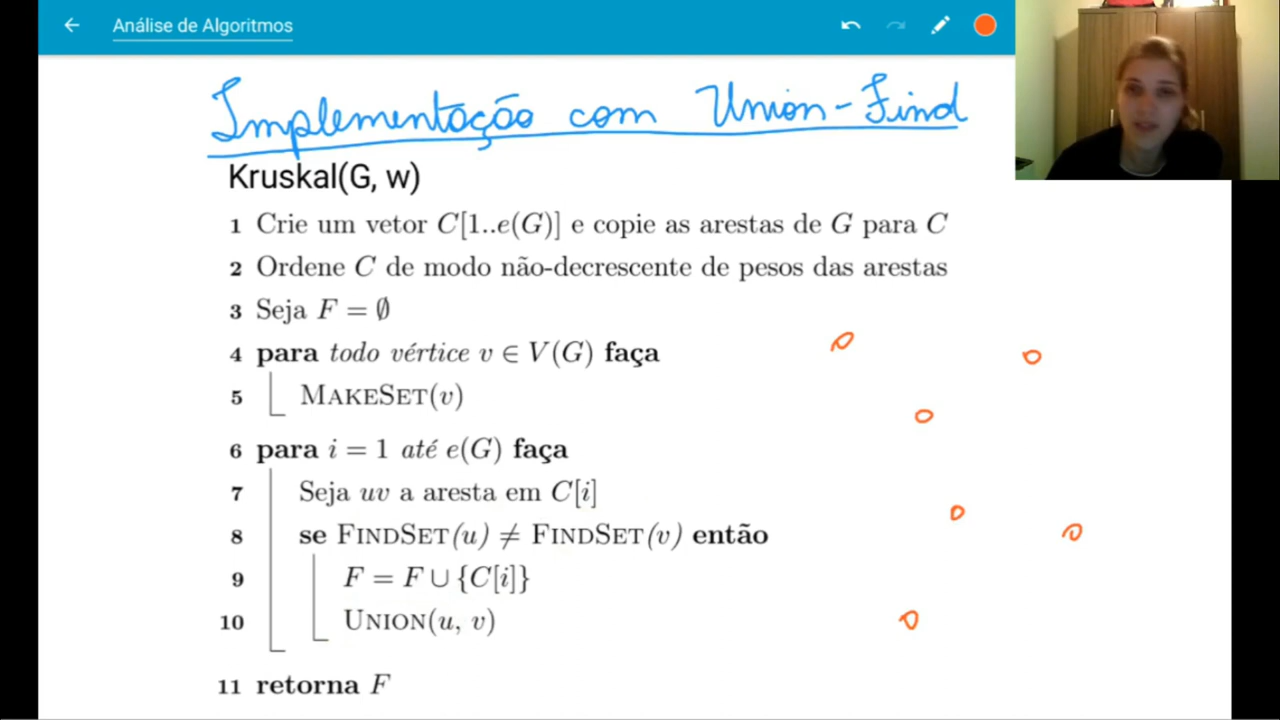 Análise de Algoritmos
Implementação com Union-Find
Kruskal(G, w)
1 Crie um vetor C[1..e(G)] e copie as arestas de G para C
2 Ordene C de modo não-decrescente de pesos das arestas
3 Seja F = ∅
4 para todo vértice v ∈ V(G) faça
5 MAKESET(v)
6 para i = 1 até e(G) faça
7 Seja uv a aresta em C[i]
8 se FINDSET(u) ≠ FINDSET(v) então
9 F = F ∪ {C[i]}
10 UNION(u, v)
11 retorna F